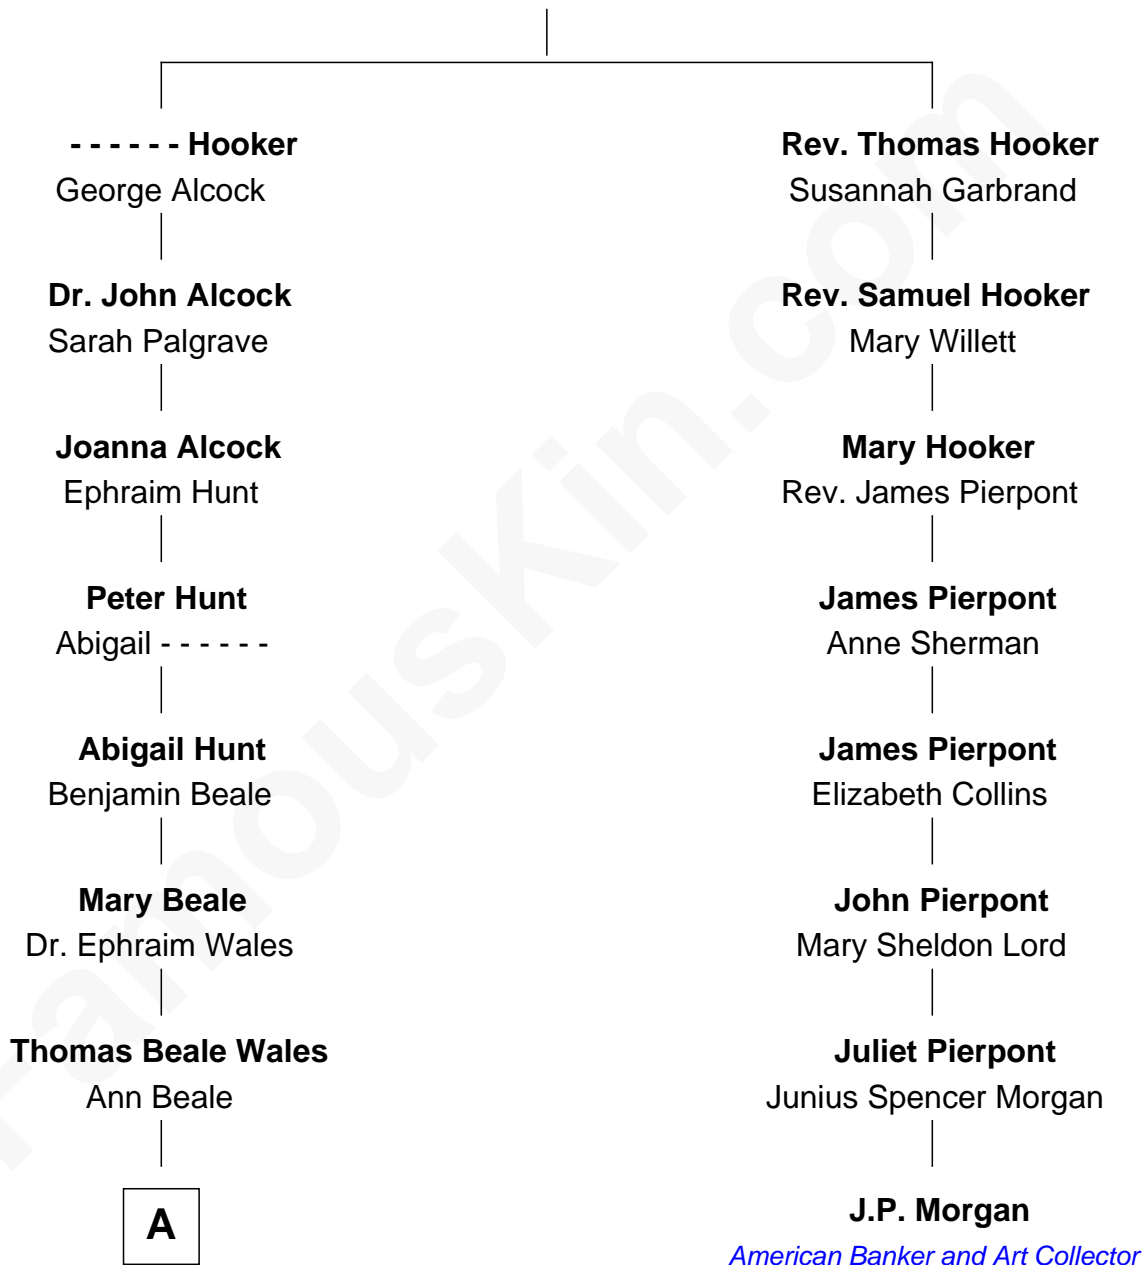 - - - - - - Hooker
George Alcock
Dr. John Alcock
Sarah Palgrave
Joanna Alcock
Ephraim Hunt
Peter Hunt
Abigail - - - - - -
Abigail Hunt
Benjamin Beale
Mary Beale
Dr. Ephraim Wales
Thomas Beale Wales
Ann Beale
A
Rev. Thomas Hooker
Susannah Garbrand
Rev. Samuel Hooker
Mary Willett
Mary Hooker
Rev. James Pierpont
James Pierpont
Anne Sherman
James Pierpont
Elizabeth Collins
John Pierpont
Mary Sheldon Lord
Juliet Pierpont
Junius Spencer Morgan
J.P. Morgan
American Banker and Art Collector
FamousKin.com